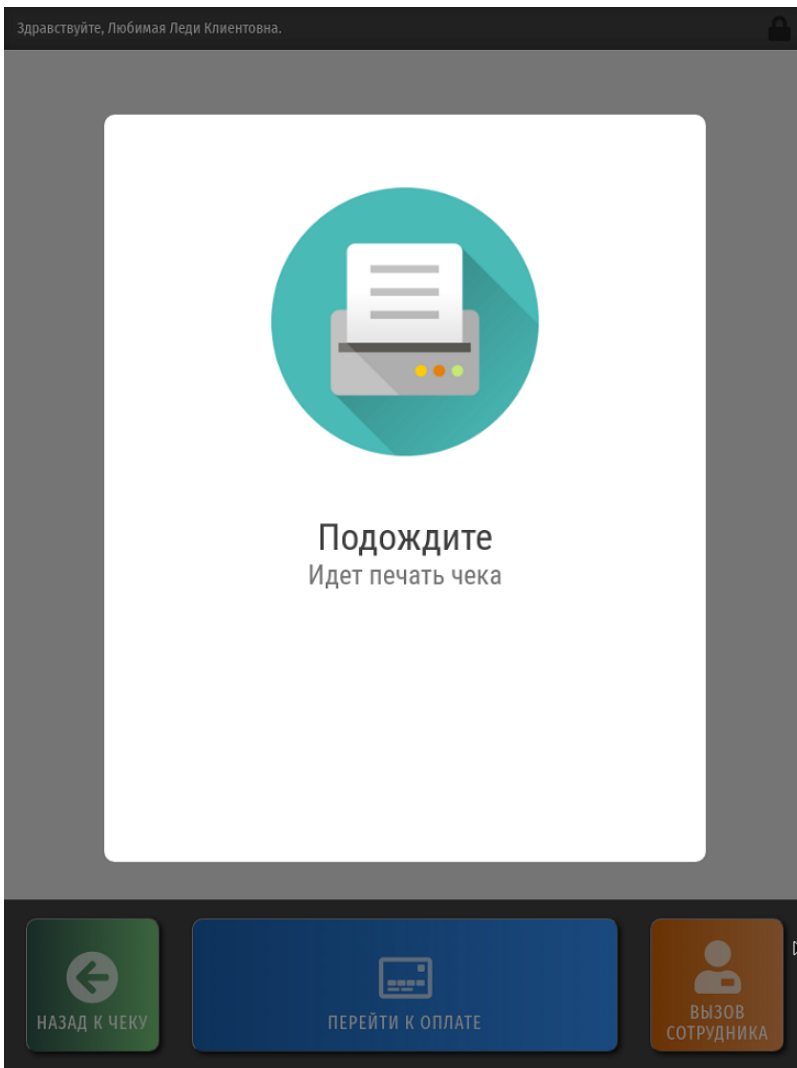 Здравствуйте, Любимая Леди Клиентовна.
Подождите
Идет печать чека
НАЗАД К ЧЕКУ
ПЕРЕЙТИ К ОПЛАТЕ
ВЫЗОВ
СОТРУДНИКА